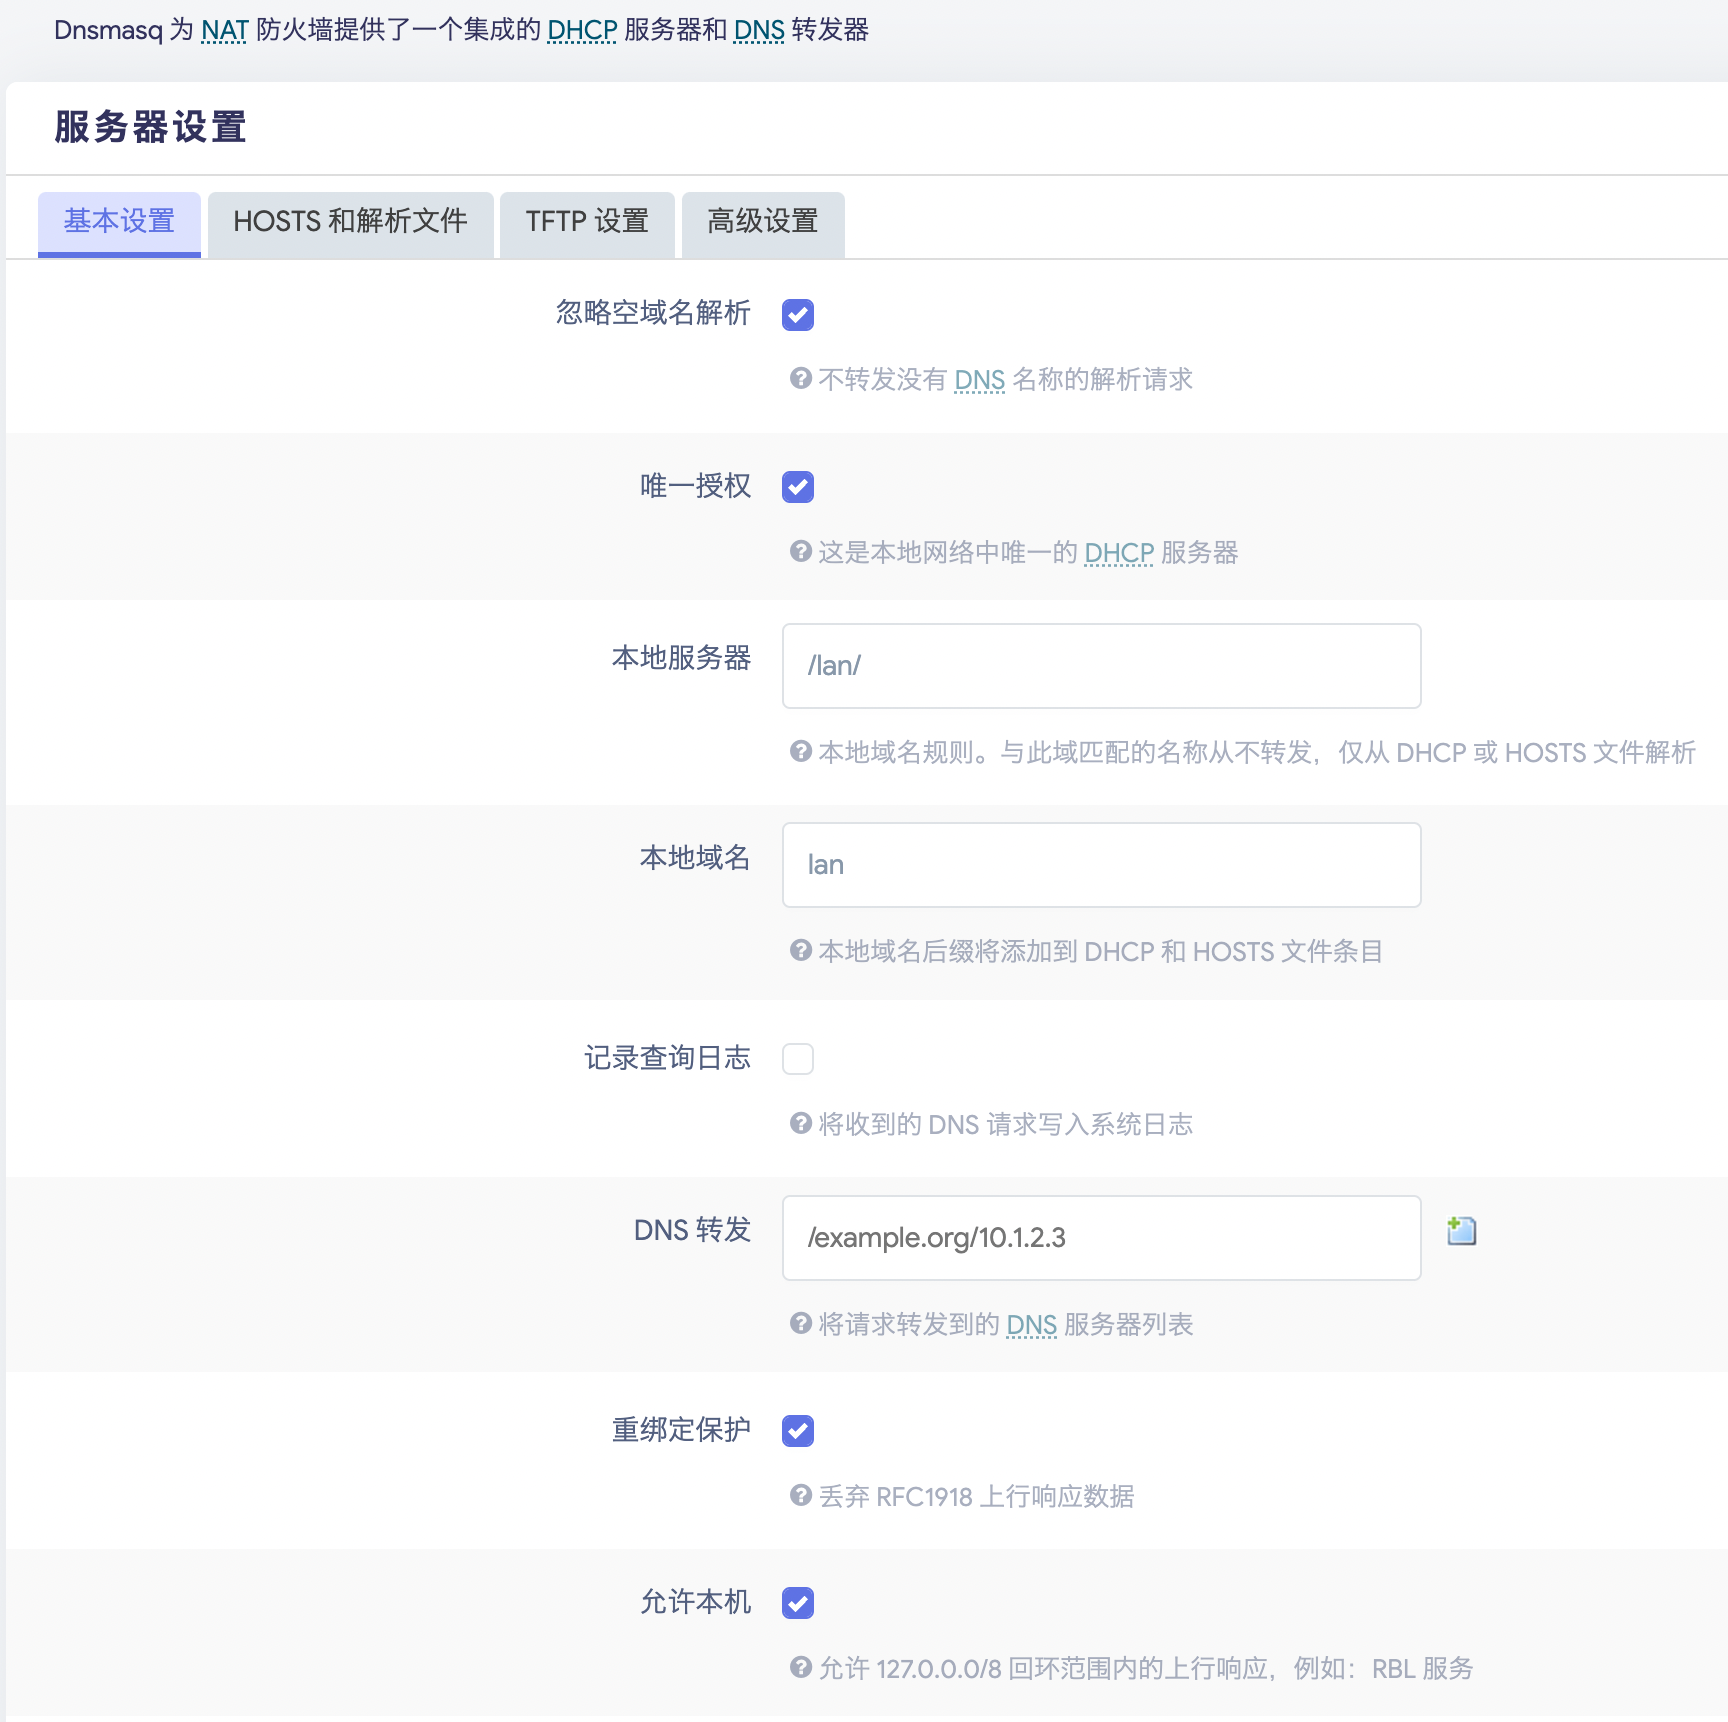 Dnsmasq 为 NAT 防火墙提供了一个集成的 DHCP 服务器和 DNS 转发器
服务器设置
基本设置 HOSTS 和解析文件 TFTP 设置 高级设置
忽略空域名解析
不转发没有 DNS 名称的解析请求
唯一授权
这是本地网络中唯一的 DHCP 服务器
本地服务器 /lan/
本地域名规则。与此域匹配的名称从不转发，仅从 DHCP 或 HOSTS 文件解析
本地域名 lan
本地域名后缀将添加到 DHCP 和 HOSTS 文件条目
记录查询日志
将收到的 DNS 请求写入系统日志
DNS 转发 /example.org/10.1.2.3
将请求转发到的 DNS 服务器列表
重绑定保护
丢弃 RFC1918 上行响应数据
允许本机
允许 127.0.0.0/8 回环范围内的上行响应，例如：RBL 服务